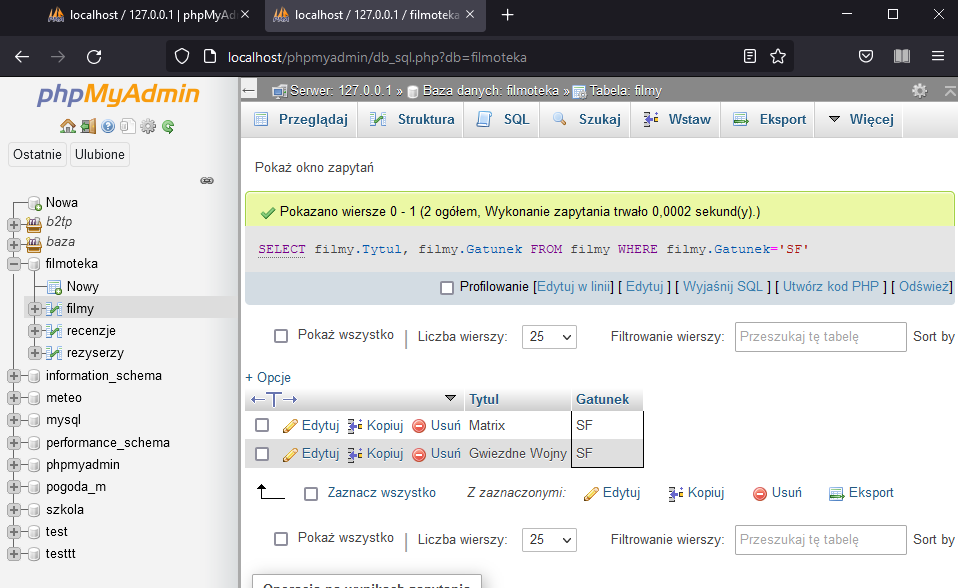 localhost / 127.0.0.1 | phpMyAd
localhost / 127.0.0.1 / filmoteka
localhost/phpmyadmin/db_sql.php?db=filmoteka
phpMyAdmin
Ostatnie Ulubione
Nowa
b2tp
baza
filmoteka
Nowy
filmy
recenzje
rezyserzy
information_schema
meteo
mysql
performance_schema
phpmyadmin
pogoda_m
szkola
test
testtt
Serwer: 127.0.0.1 » Baza danych: filmoteka » Tabela: filmy
Przeglądaj Struktura SQL Szukaj Wstaw Eksport Więcej
Pokaż okno zapytań
Pokazano wiersze 0 - 1 (2 ogółem, Wykonanie zapytania trwało 0,0002 sekund(y).)
SELECT filmy.Tytul, filmy.Gatunek FROM filmy WHERE filmy.Gatunek='SF'
Profilowanie [Edytuj w linii] [ Edytuj ] [ Wyjaśnij SQL ] [ Utwórz kod PHP ] [ Odśwież]
Pokaż wszystko | Liczba wierszy: 25 Filtrowanie wierszy: Przeszukaj tę tabelę Sort by
+ Opcje
←T→ Tytul Gatunek
Edytuj Kopiuj Usuń Matrix SF
Edytuj Kopiuj Usuń Gwiezdne Wojny SF
Zaznacz wszystko Z zaznaczonymi: Edytuj Kopiuj Usuń Eksport
Pokaż wszystko | Liczba wierszy: 25 Filtrowanie wierszy: Przeszukaj tę tabelę Sort by
Operacja na wynikach zapytania